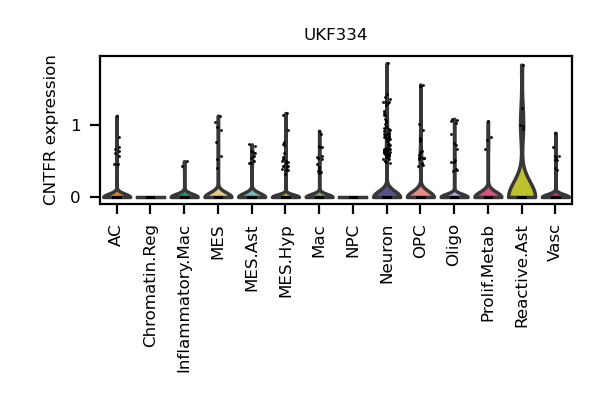 UKF334
CNTFR expression
1
0
AC
Chromatin.Reg
Inflammatory.Mac
MES
MES.Ast
MES.Hyp
Mac
NPC
Neuron
OPC
Oligo
Prolif.Metab
Reactive.Ast
Vasc